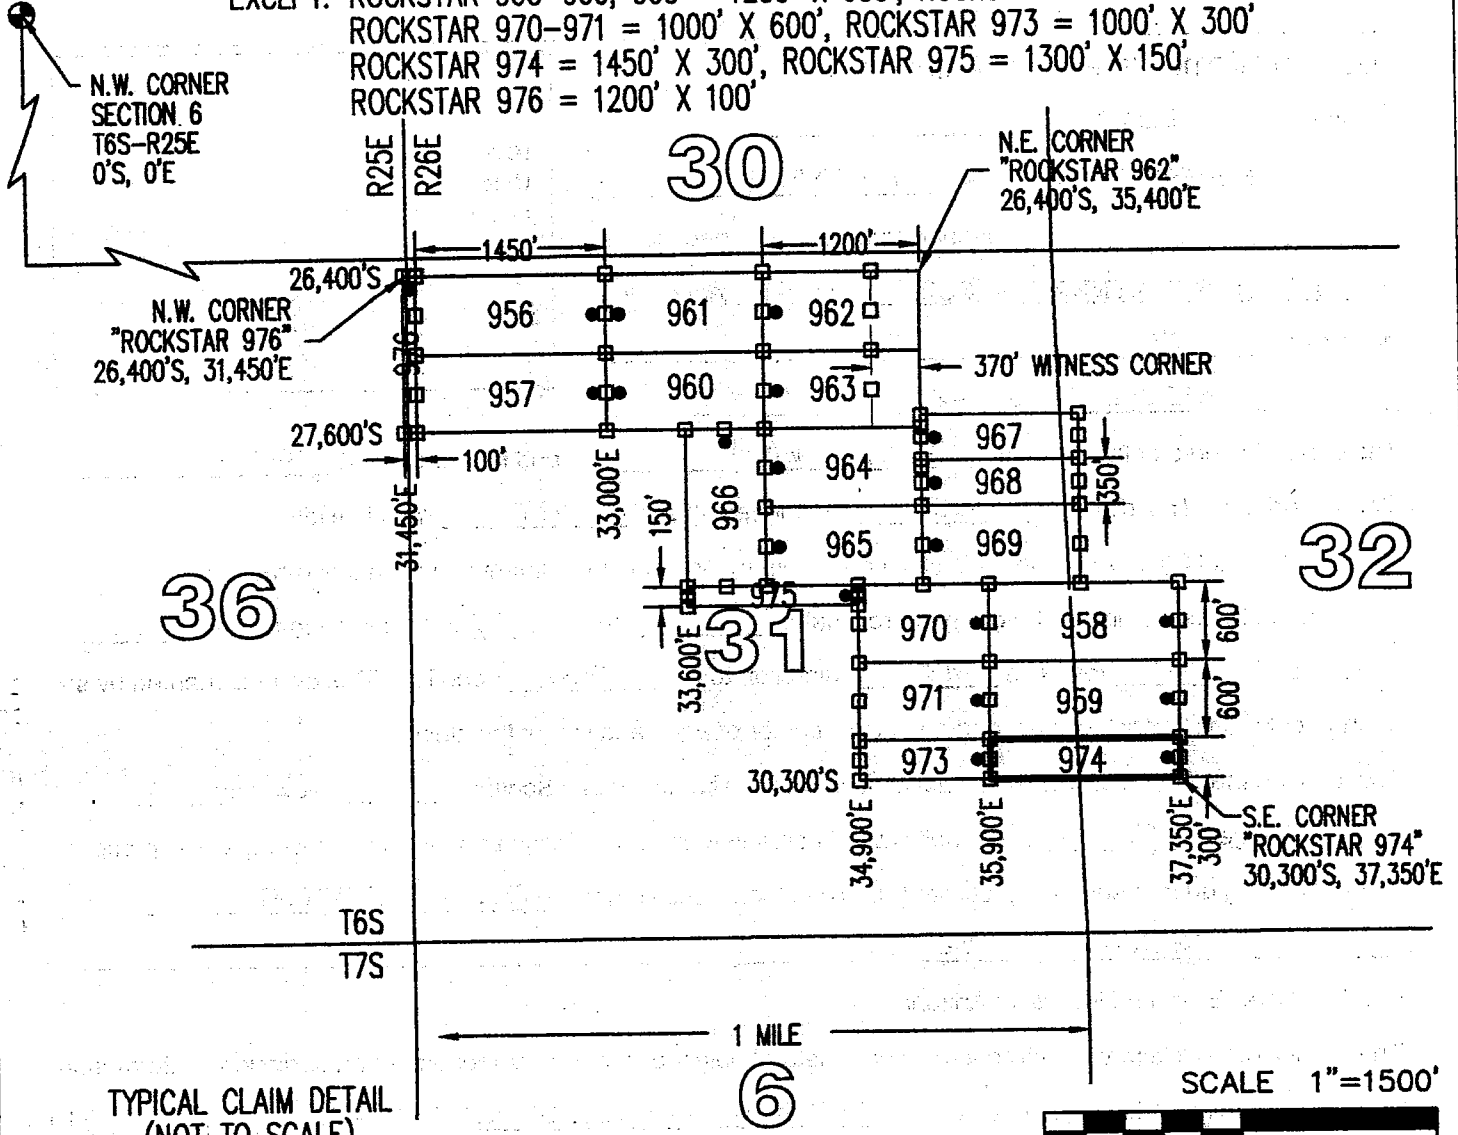 ROCKSTAR 970-971 = 1000' X 600', ROCKSTAR 973 = 1000' X 300'
ROCKSTAR 974 = 1450' X 300', ROCKSTAR 975 = 1300' X 150'
ROCKSTAR 976 = 1200' X 100'
N.W. CORNER
SECTION 6
T6S-R25E
0'S, 0'E
R25E
R26E
30
N.E. CORNER
"ROCKSTAR 962"
26,400'S, 35,400'E
1450'
1200'
26,400'S
N.W. CORNER
"ROCKSTAR 976"
26,400'S, 31,450'E
976
956
961
962
370' WITNESS CORNER
957
960
963
27,600'S
100'
31,450'E
33,000'E
150'
966
964
967
968
350'
965
969
36
32
975
31
33,600'E
970
958
600'
971
959
600'
973
974
30,300'S
34,900'E
35,900'E
37,350'E
300'
S.E. CORNER
"ROCKSTAR 974"
30,300'S, 37,350'E
T6S
T7S
1 MILE
6
SCALE 1"=1500'
TYPICAL CLAIM DETAIL
(NOT TO SCALE)